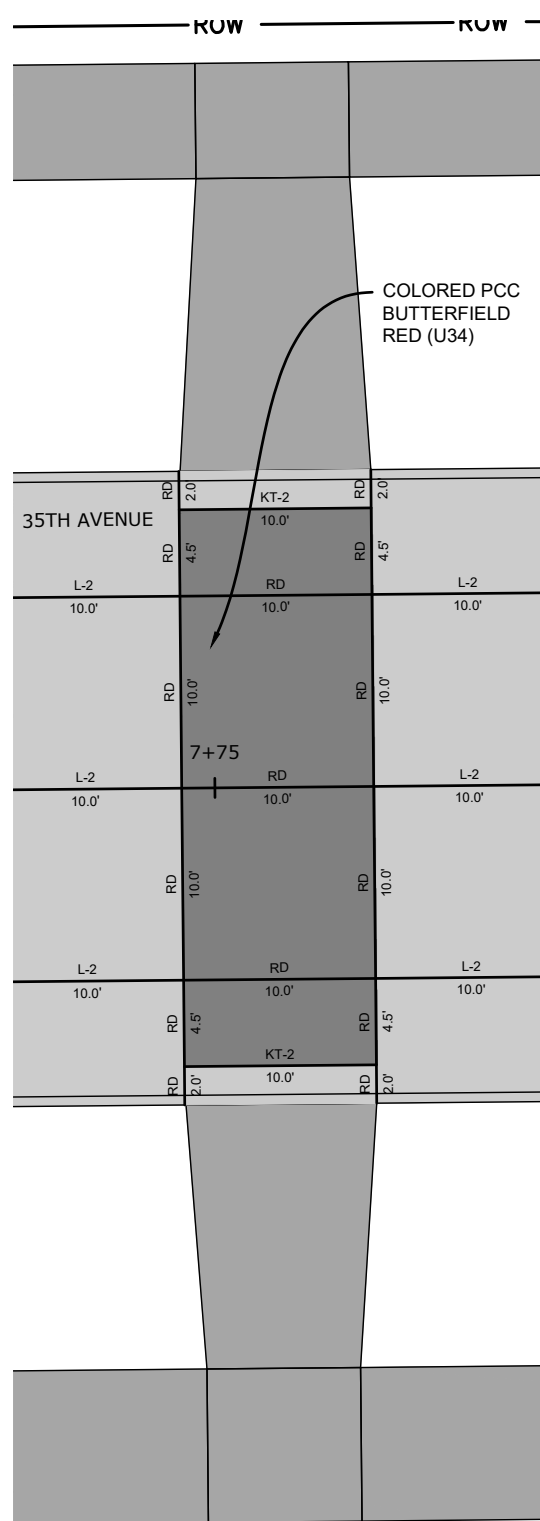 ROW ROW
COLORED PCC
BUTTERFIELD
RED (U34)
RD 2.0' KT-2 RD 2.0'
10.0'
35TH AVENUE
RD 4.5' RD 4.5'
L-2 RD L-2
10.0' 10.0' 10.0'
RD 10.0' RD 10.0'
7+75
L-2 RD L-2
10.0' 10.0' 10.0'
RD 10.0' RD 10.0'
L-2 RD L-2
10.0' 10.0' 10.0'
RD 4.5' RD 4.5'
KT-2
10.0'
RD 2.0' RD 2.0'